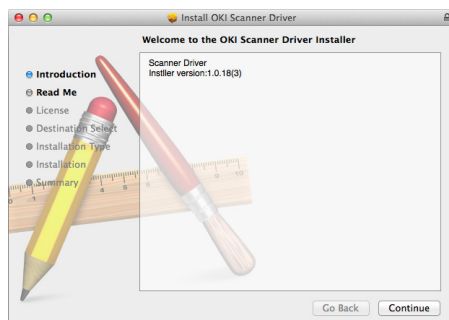 Install OKI Scanner Driver
Welcome to the OKI Scanner Driver Installer
Introduction
Read Me
License
Destination Select
Installation Type
Installation
Summary
Scanner Driver
Instller version:1.0.18(3)
Go Back
Continue